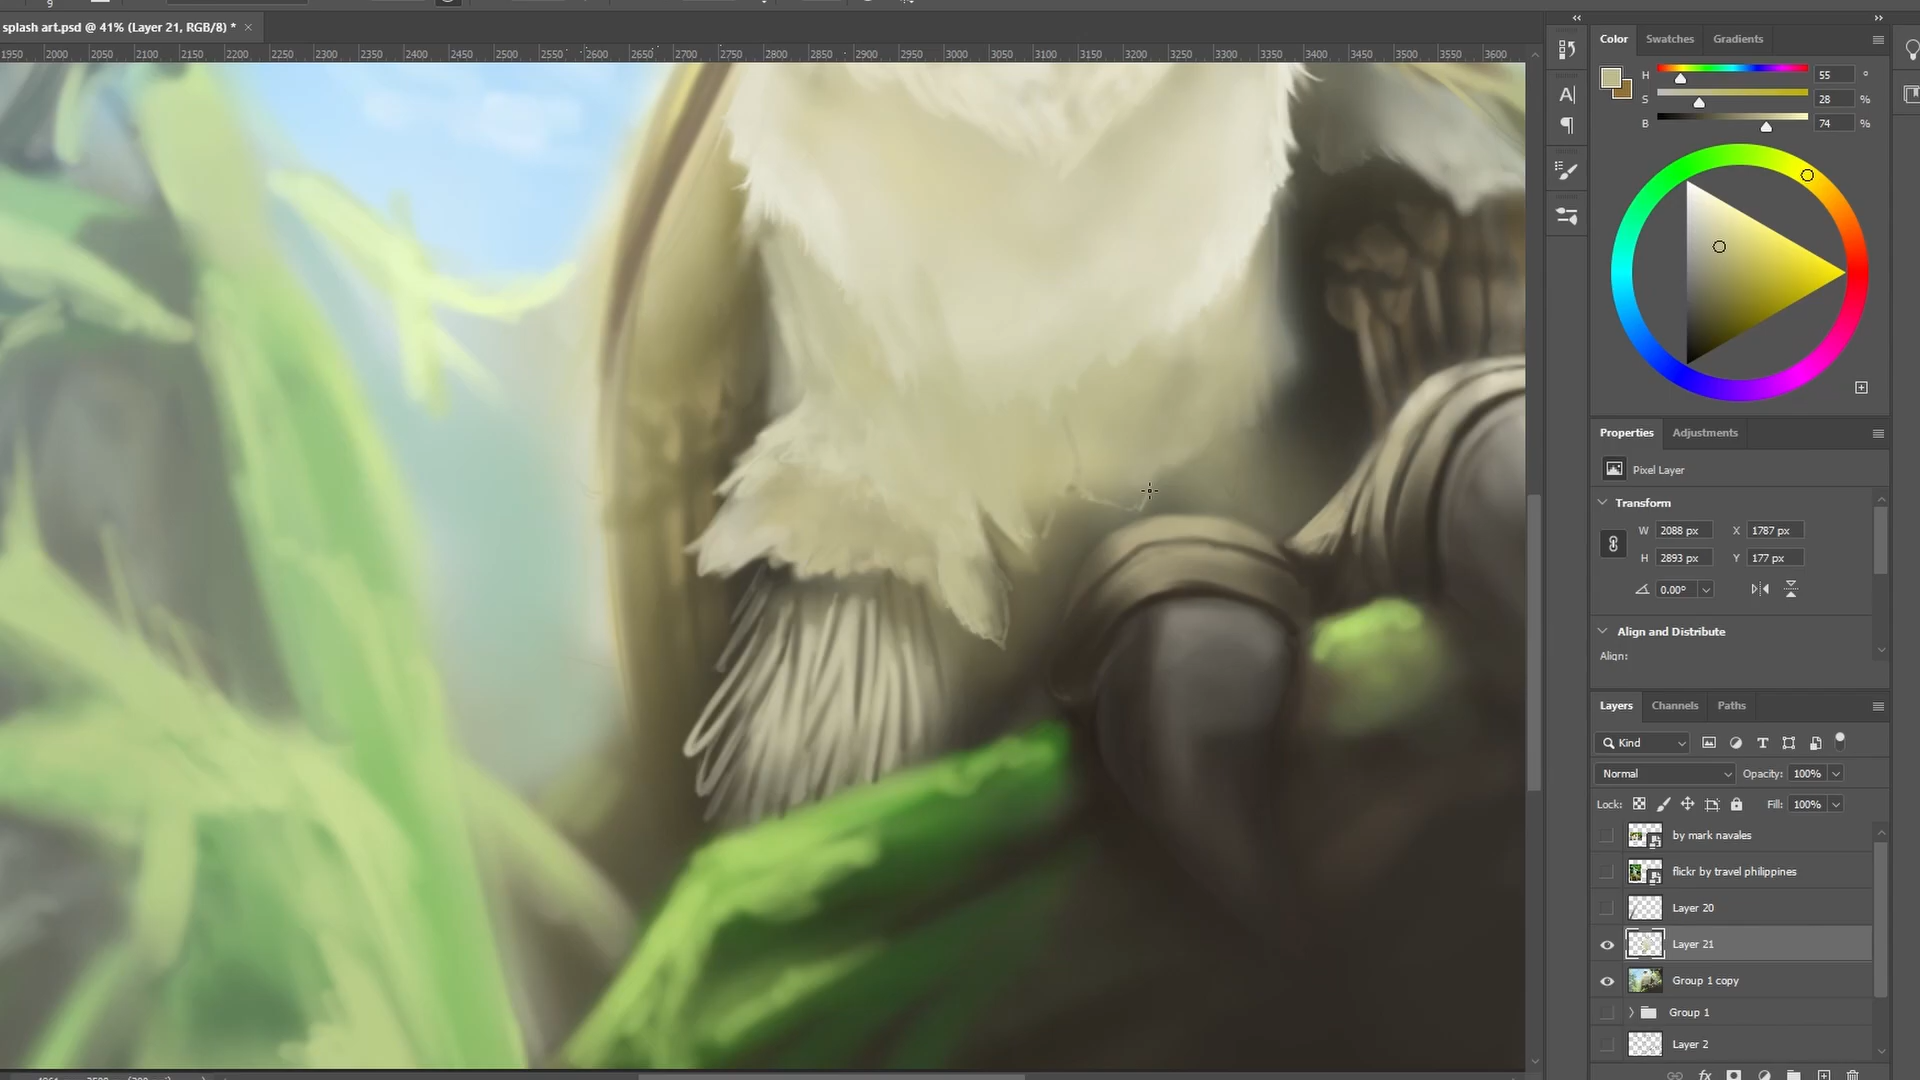 splash art.psd @ 41% (Layer 21, RGB/8) *
1950 2000 2050 2100 2150 2200 2250 2300 2350 2400 2450 2500 2550 2600 2650 2700 2750 2800 2850 2900 2950 3000 3050 3100 3150 3200 3250 3300 3350 3400 3450 3500 3550 3600
Color Swatches Gradients
H 55 °
S 28 %
B 74 %
Properties Adjustments
Pixel Layer
Transform
W 2088 px X 1787 px
H 2893 px Y 177 px
0.00°
Align and Distribute
Align:
Layers Channels Paths
Kind
Normal Opacity: 100%
Lock: Fill: 100%
by mark navales
flickr by travel philippines
Layer 20
Layer 21
Group 1 copy
Group 1
Layer 2
fx